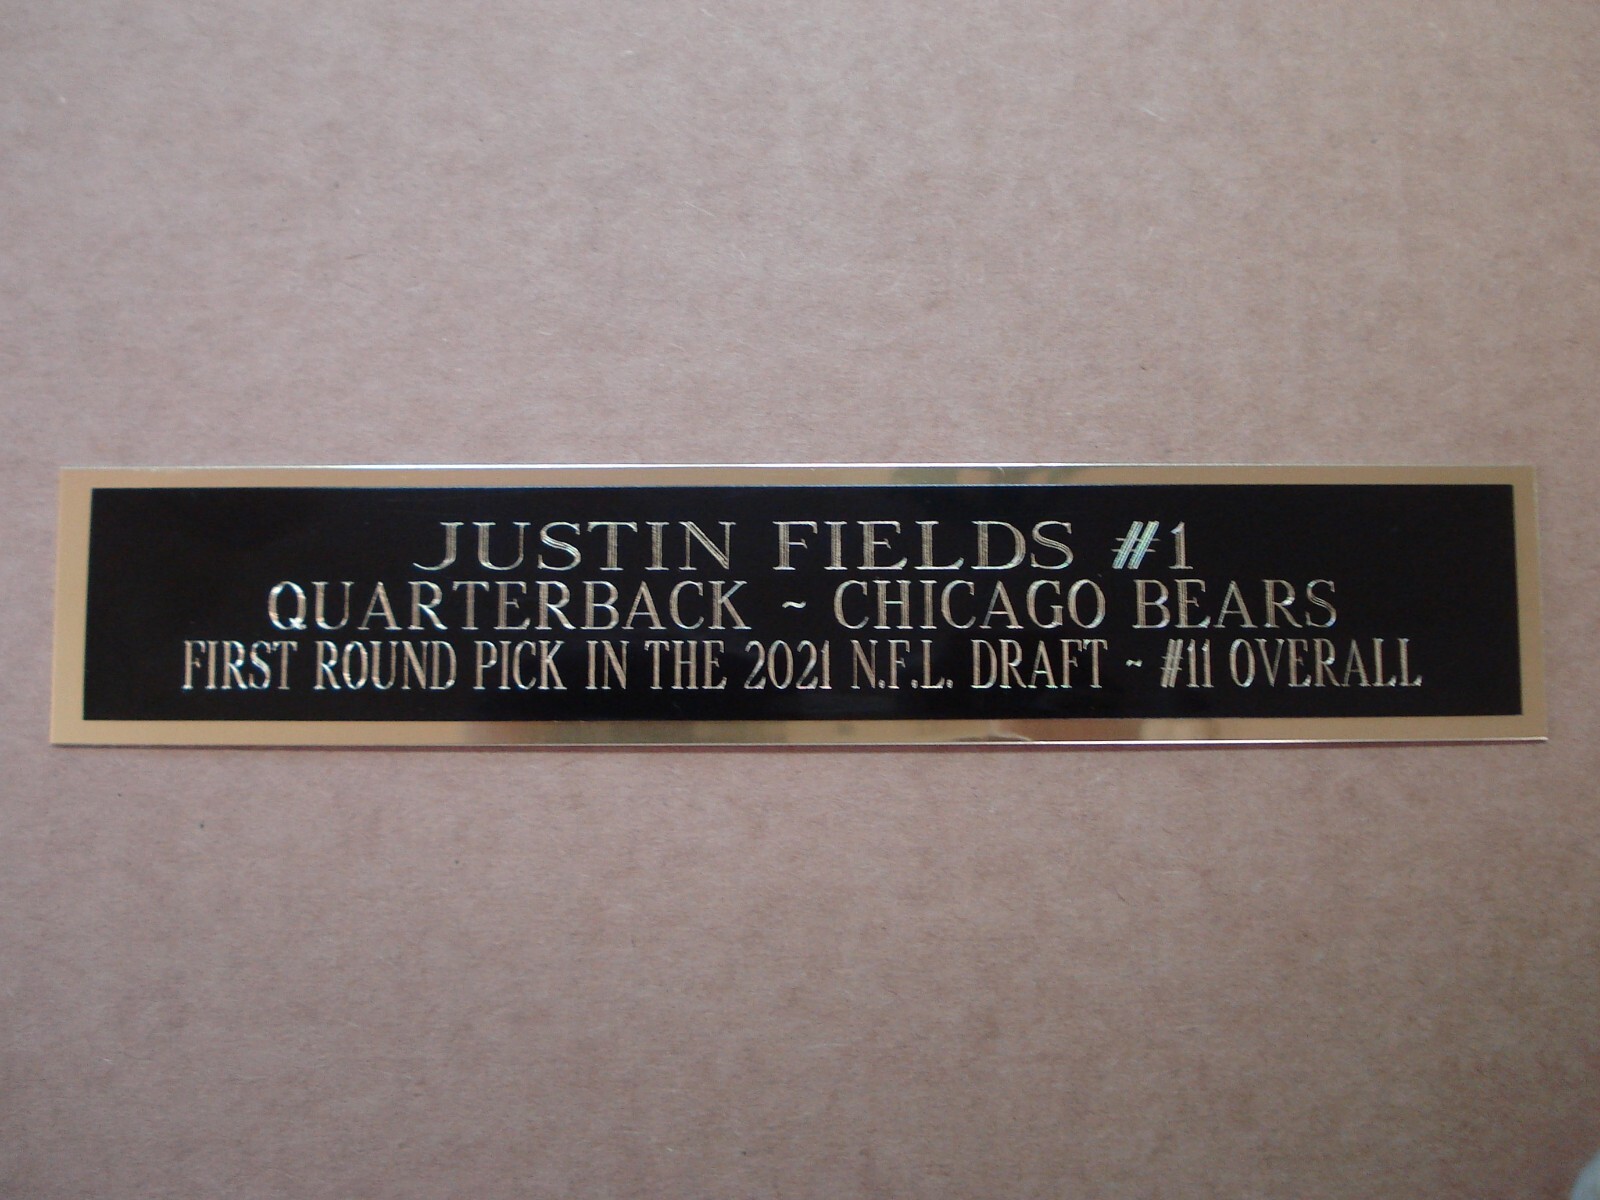 JUSTIN FIELDS #1
QUARTERBACK ~ CHICAGO BEARS
FIRST ROUND PICK IN THE 2021 N.F.L. DRAFT ~ #11 OVERALL